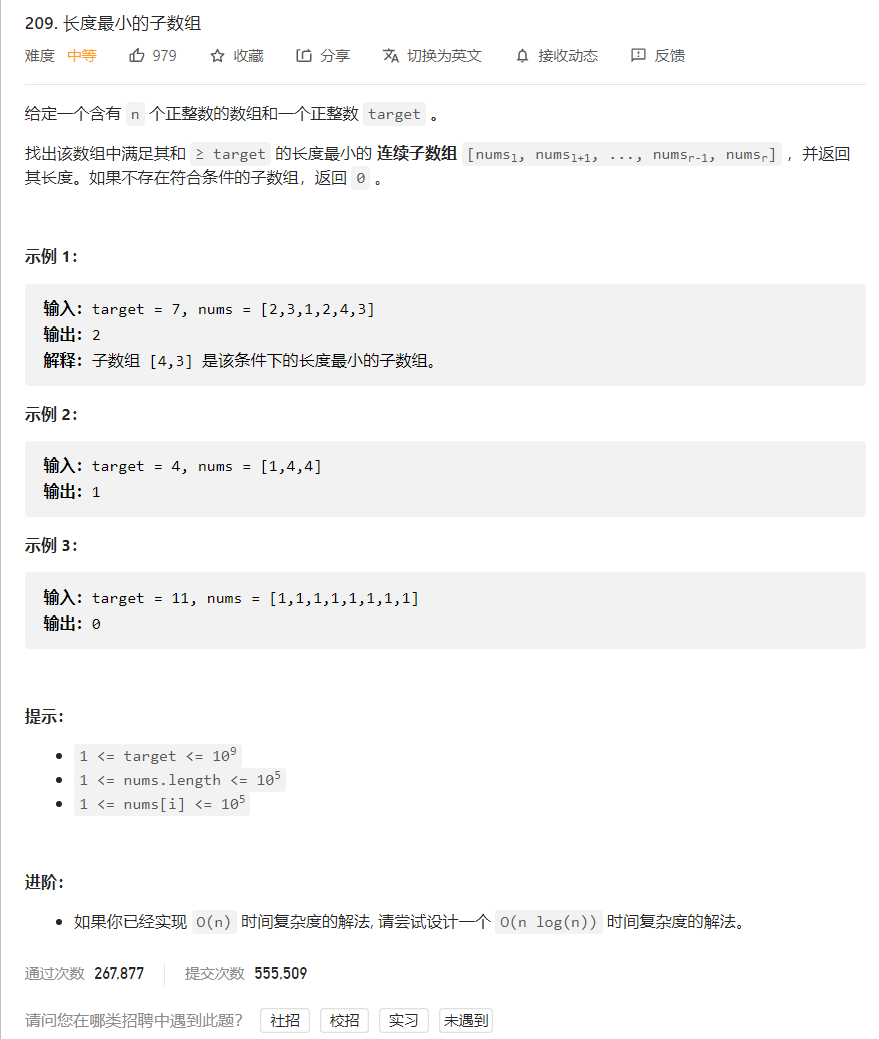 209. 长度最小的子数组
难度 中等 979 收藏 分享 切换为英文 接收动态 反馈
给定一个含有 n 个正整数的数组和一个正整数 target 。
找出该数组中满足其和 ≥ target 的长度最小的 连续子数组 [numsl, numsl+1, ..., numsr-1, numsr] ，并返回
其长度。如果不存在符合条件的子数组，返回 0 。
示例 1：
输入：target = 7, nums = [2,3,1,2,4,3]
输出：2
解释：子数组 [4,3] 是该条件下的长度最小的子数组。
示例 2：
输入：target = 4, nums = [1,4,4]
输出：1
示例 3：
输入：target = 11, nums = [1,1,1,1,1,1,1,1]
输出：0
提示：
1 <= target <= 10⁹
1 <= nums.length <= 10⁵
1 <= nums[i] <= 10⁵
进阶：
如果你已经实现 O(n) 时间复杂度的解法, 请尝试设计一个 O(n log(n)) 时间复杂度的解法。
通过次数 267,877 提交次数 555,509
请问您在哪类招聘中遇到此题？ 社招 校招 实习 未遇到